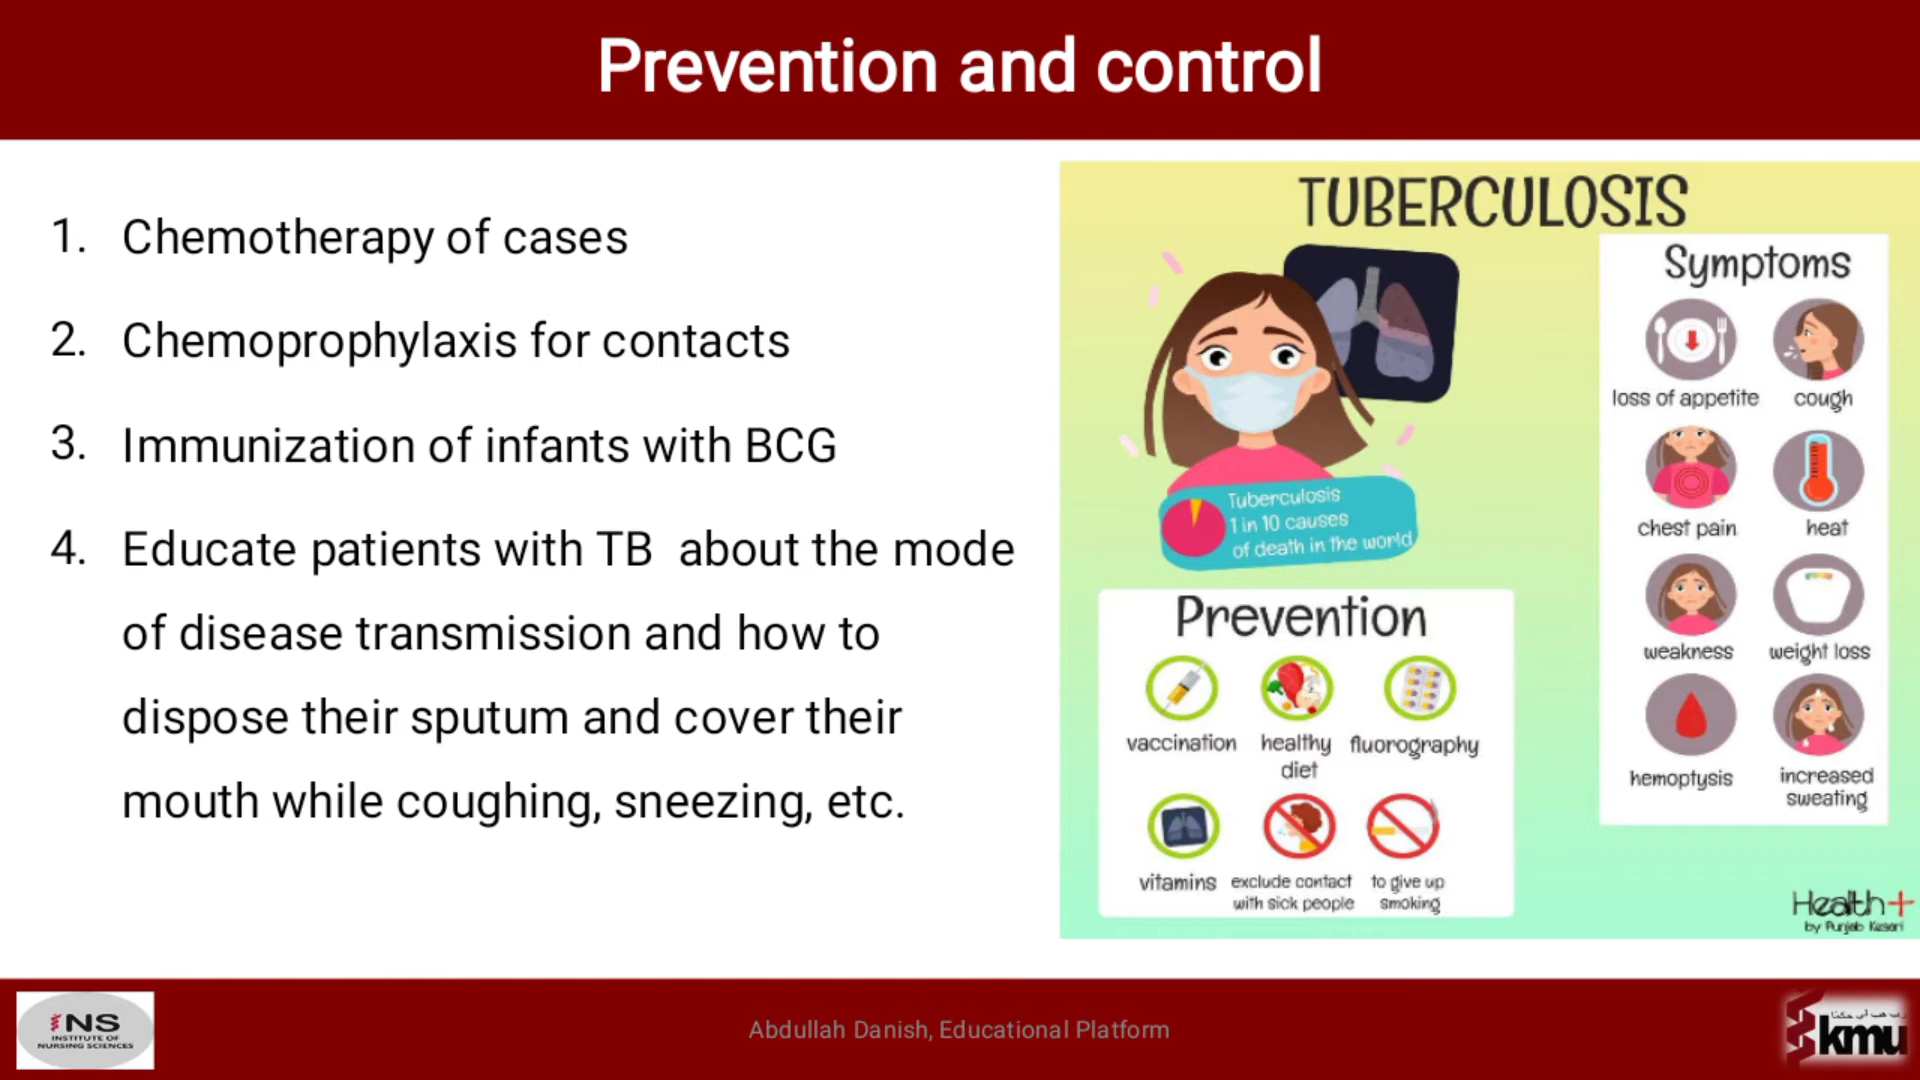 Prevention and control
1. Chemotherapy of cases
2. Chemoprophylaxis for contacts
3. Immunization of infants with BCG
4. Educate patients with TB about the mode
of disease transmission and how to
dispose their sputum and cover their
mouth while coughing, sneezing, etc.
TUBERCULOSIS
Tuberculosis
1 in 10 causes
of death in the world
Prevention
vaccination healthy fluorography
diet
vitamins exclude contact to give up
with sick people smoking
Symptoms
loss of appetite cough
chest pain heat
weakness weight loss
hemoptysis increased
sweating
Health+
by Punjab Kesari
iNS
INSTITUTE OF
NURSING SCIENCES
Abdullah Danish, Educational Platform
kmu